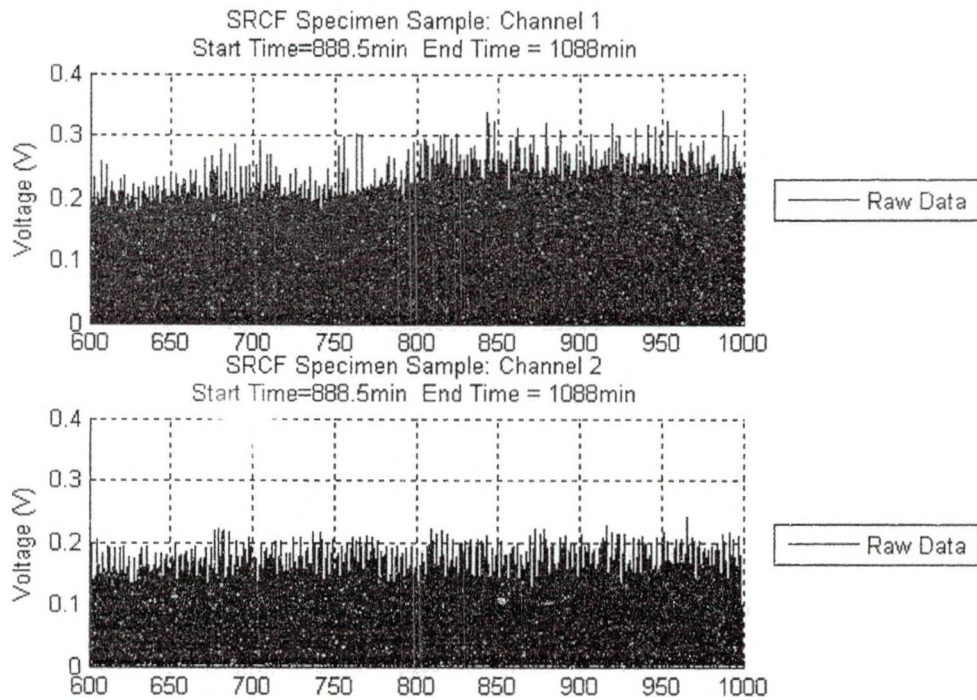 SRCF Specimen Sample: Channel 1
Start Time=888.5min End Time = 1088min
0.4
0.3
0.2
0.1
0
Voltage (V)
600 650 700 750 800 850 900 950 1000
Raw Data
SRCF Specimen Sample: Channel 2
Start Time=888.5min End Time = 1088min
0.4
0.3
0.2
0.1
0
Voltage (V)
600 650 700 750 800 850 900 950 1000
Raw Data